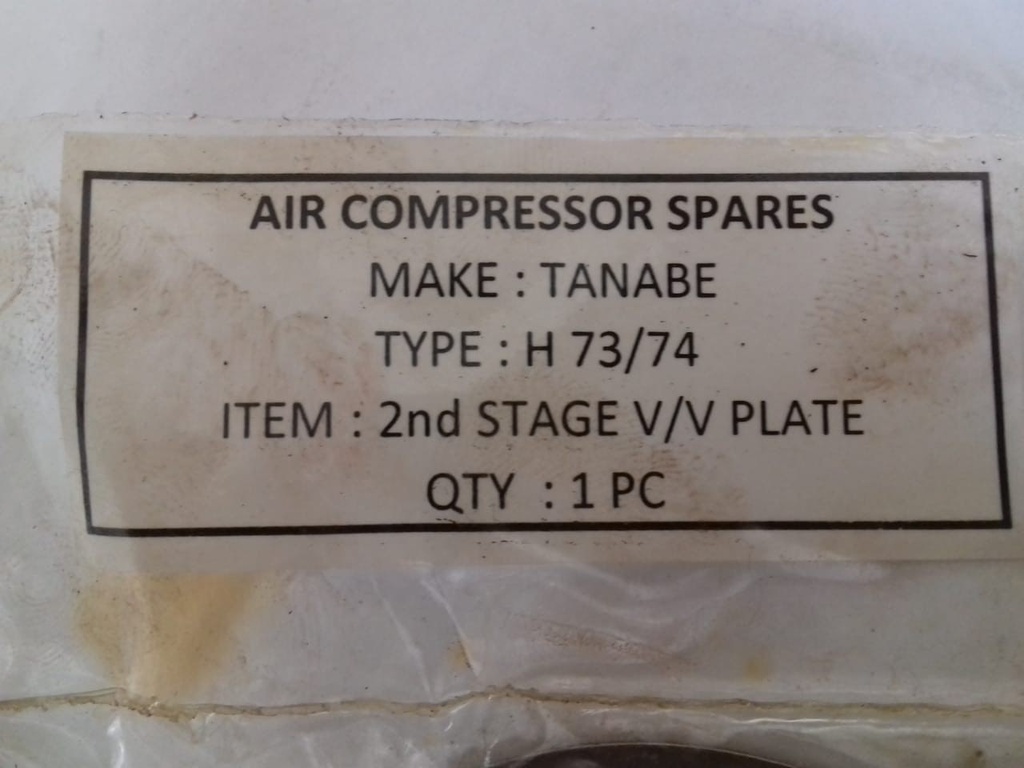 AIR COMPRESSOR SPARES
MAKE : TANABE
TYPE : H 73/74
ITEM : 2nd STAGE V/V PLATE
QTY : 1 PC